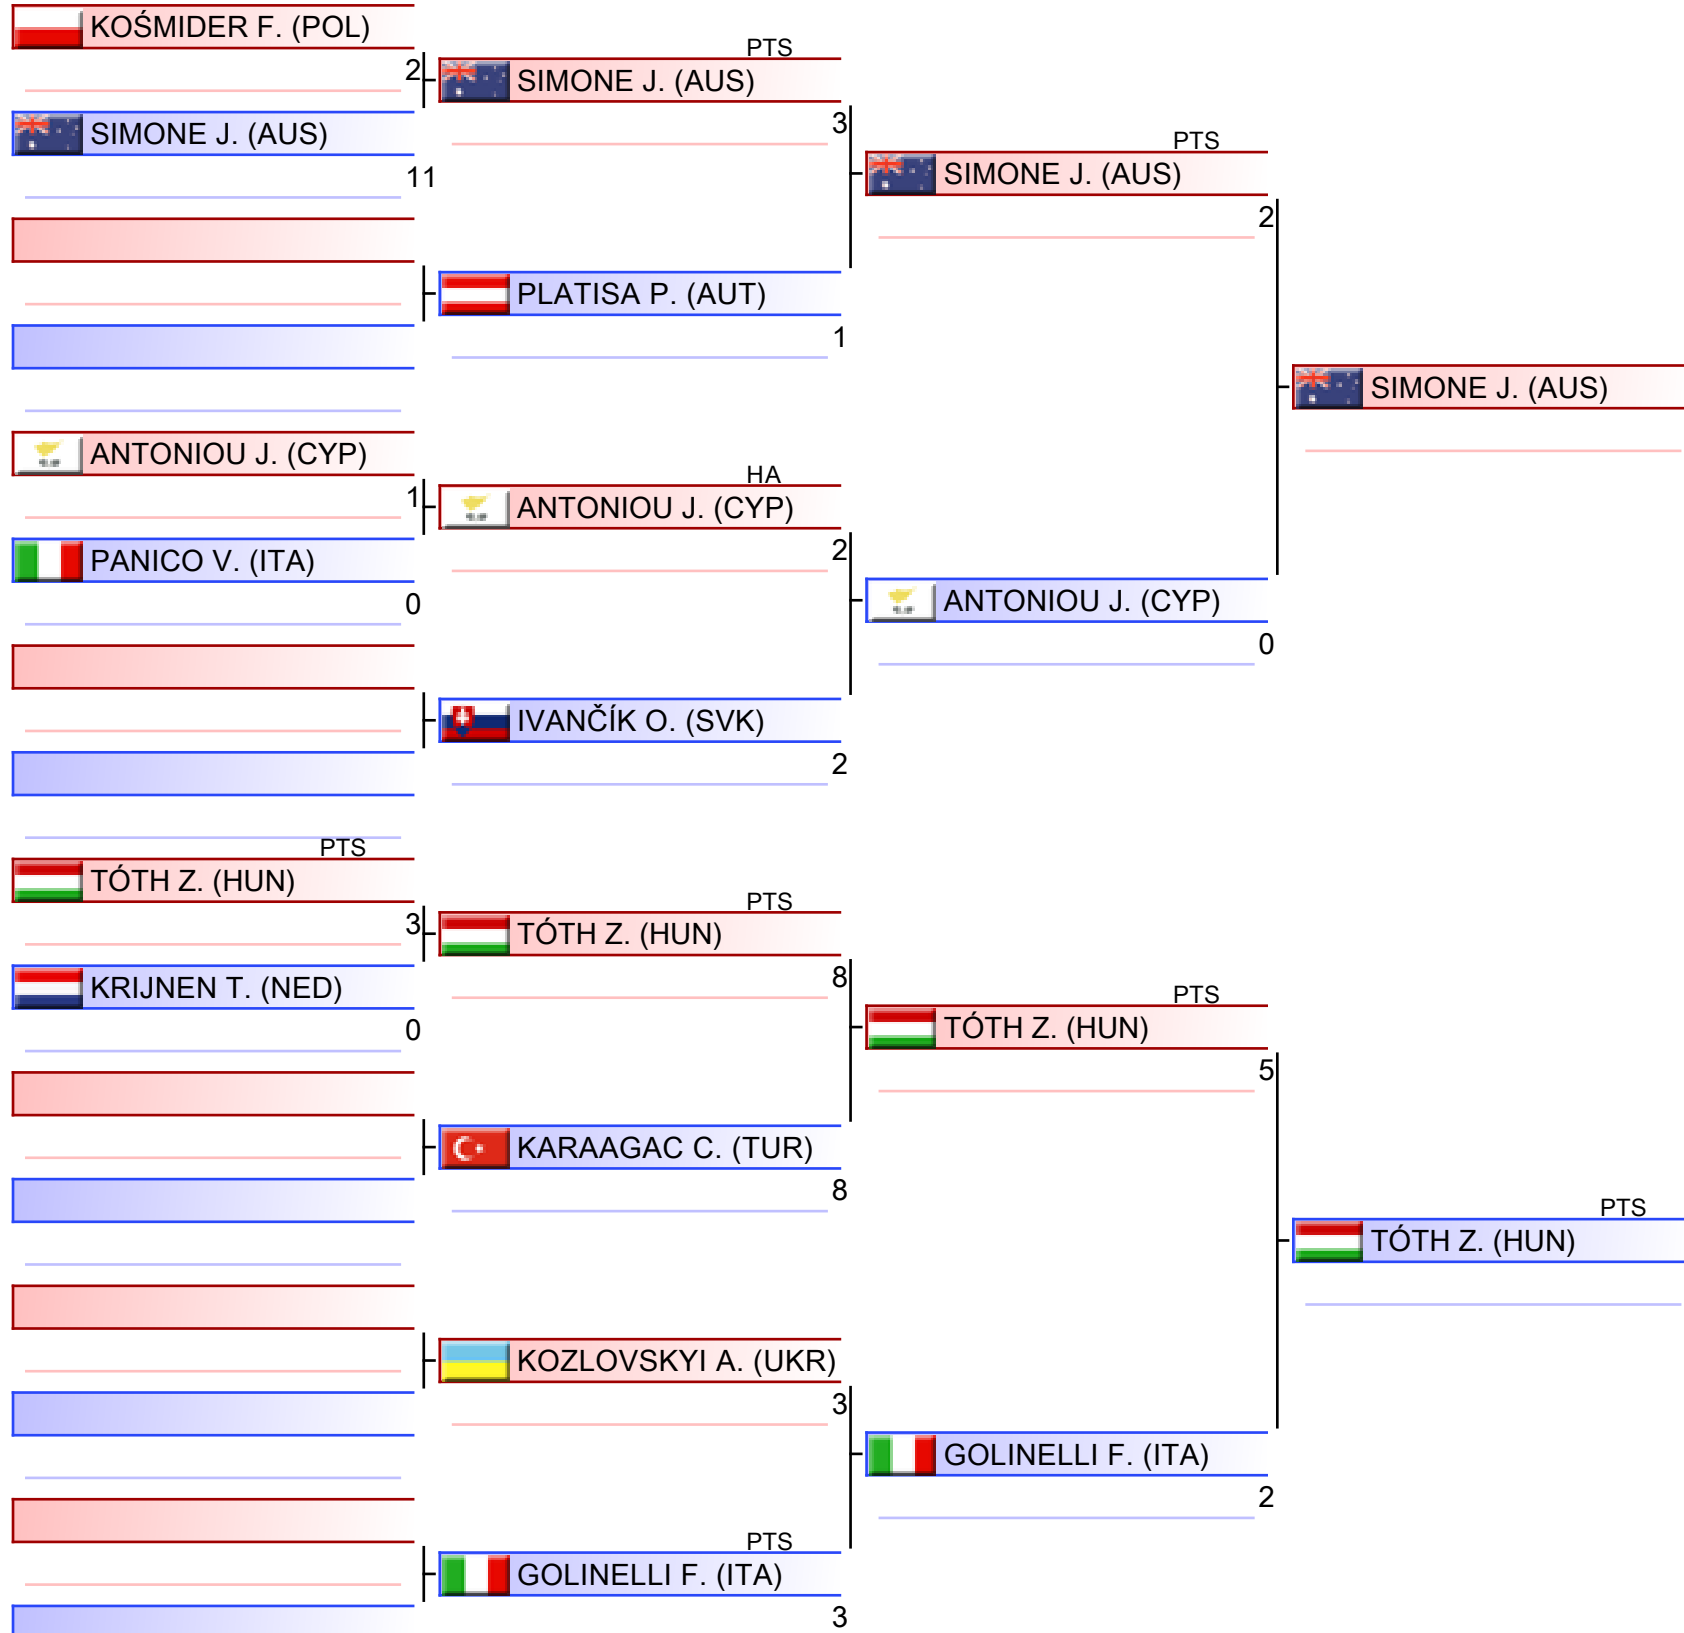 KOŚMIDER F. (POL)
2
SIMONE J. (AUS)
11
ANTONIOU J. (CYP)
1
PANICO V. (ITA)
0
PTS
TÓTH Z. (HUN)
3
KRIJNEN T. (NED)
0
PTS
SIMONE J. (AUS)
3
PLATISA P. (AUT)
1
HA
ANTONIOU J. (CYP)
2
IVANČÍK O. (SVK)
2
PTS
TÓTH Z. (HUN)
8
KARAAGAC C. (TUR)
8
KOZLOVSKYI A. (UKR)
3
PTS
GOLINELLI F. (ITA)
3
PTS
SIMONE J. (AUS)
2
ANTONIOU J. (CYP)
0
PTS
TÓTH Z. (HUN)
5
GOLINELLI F. (ITA)
2
SIMONE J. (AUS)
PTS
TÓTH Z. (HUN)